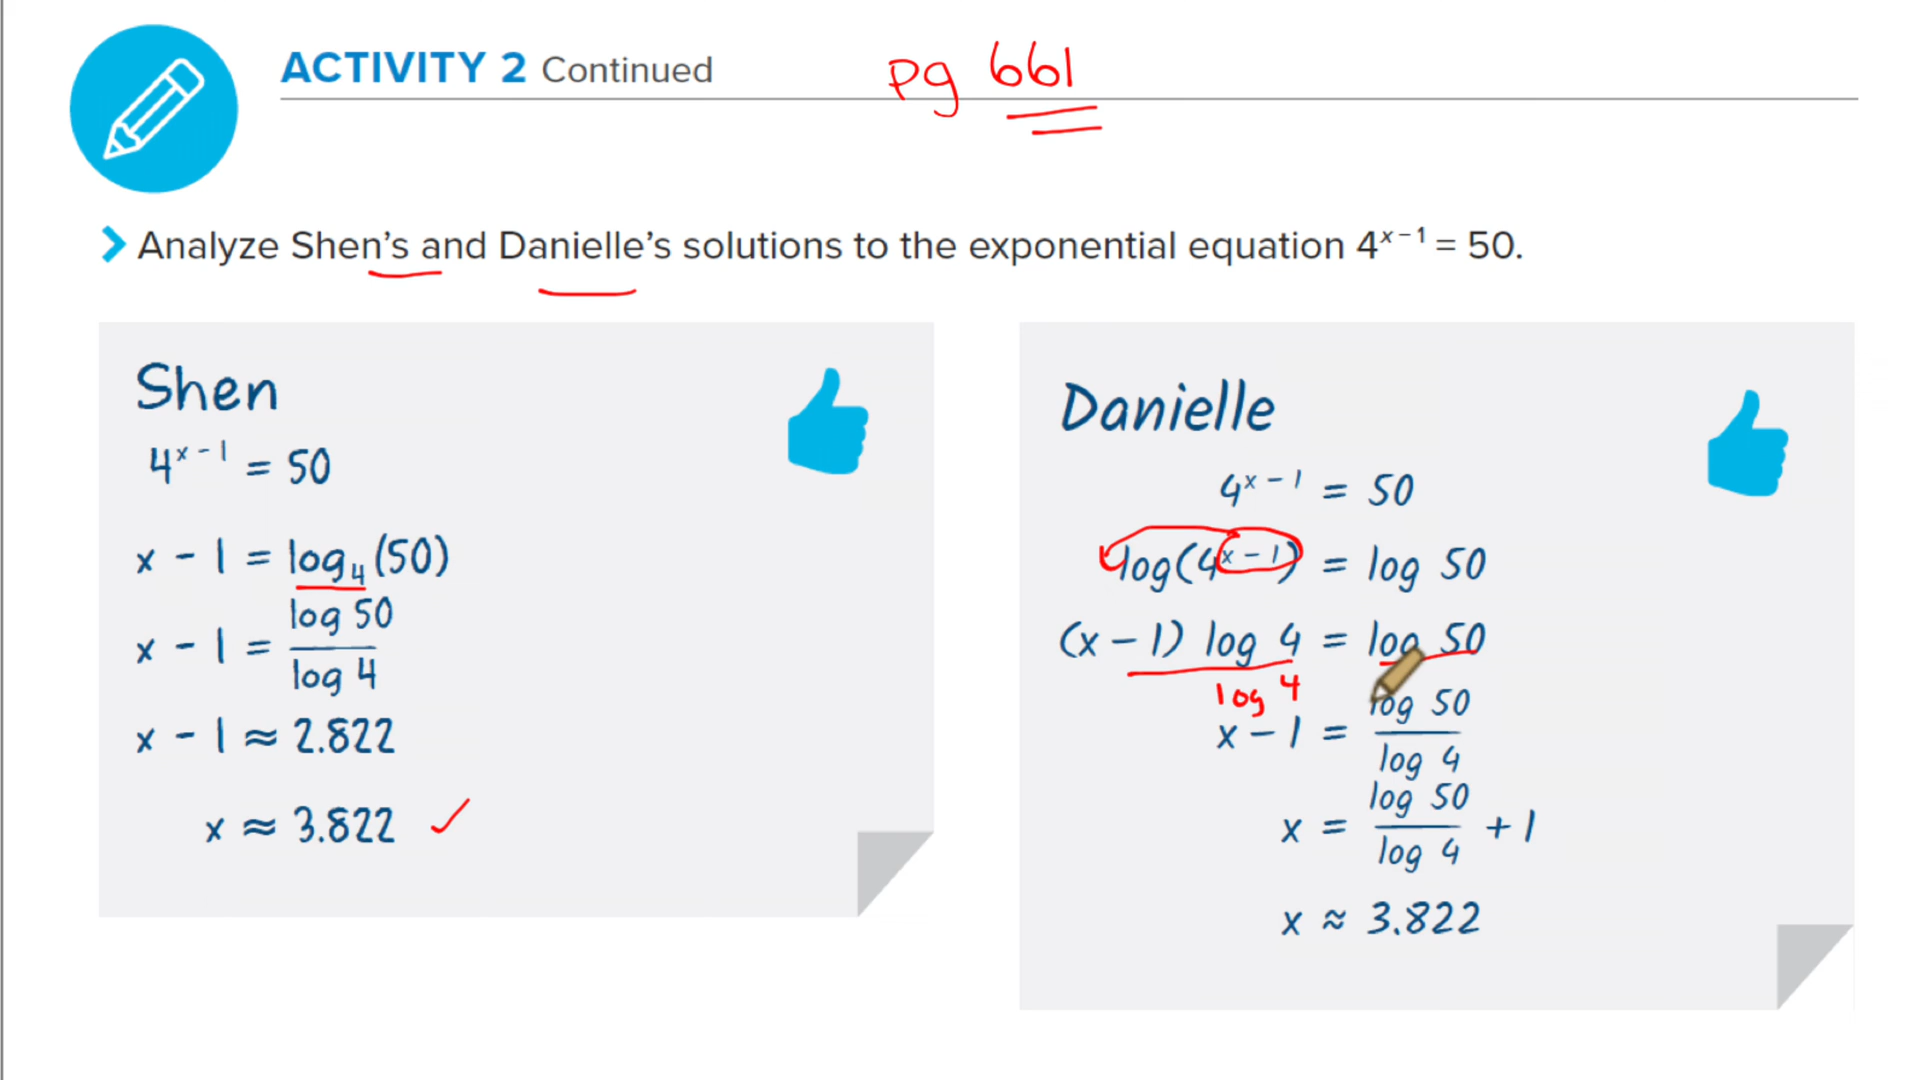 ACTIVITY 2 Continued
pg 661
Analyze Shen's and Danielle's solutions to the exponential equation 4^(x−1) = 50.
Shen
4^(x−1) = 50
x − 1 = log₄(50)
x − 1 = log 50 / log 4
x − 1 ≈ 2.822
x ≈ 3.822 ✓
Danielle
4^(x−1) = 50
log(4^(x−1)) = log 50
(x − 1) log 4 = log 50
log 4
x − 1 = log 50 / log 4
x = log 50 / log 4 + 1
x ≈ 3.822